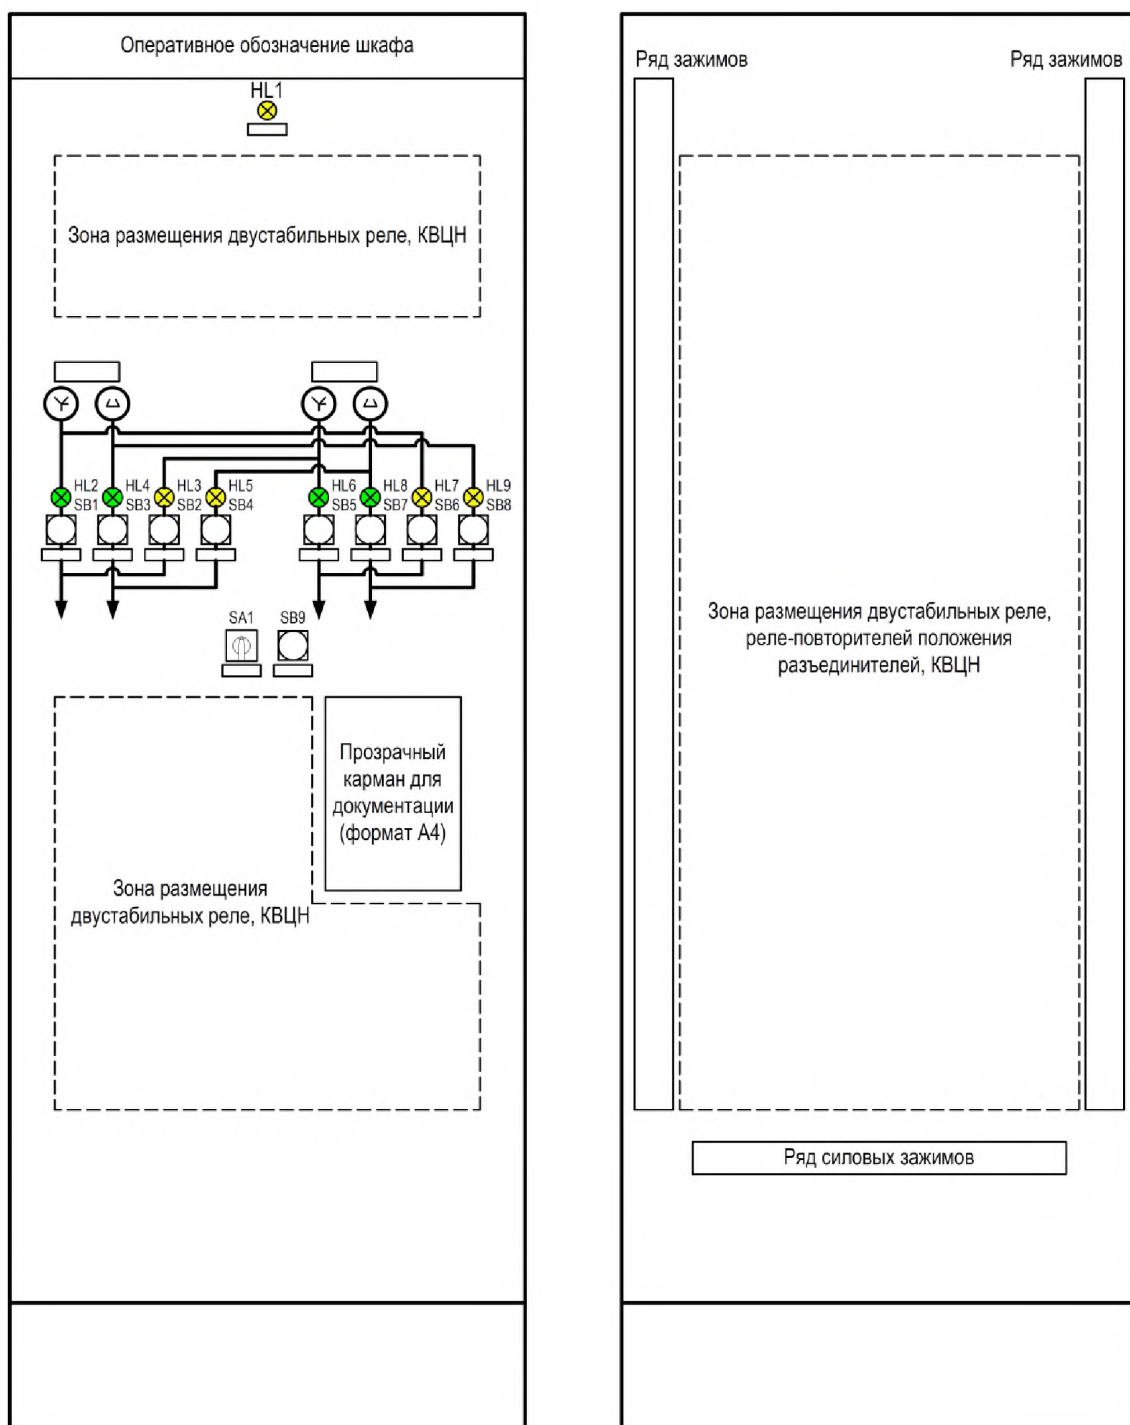 Оперативное обозначение шкафа
HL1
Зона размещения двустабильных реле, КВЦН
HL2 HL4 HL3 HL5 HL6 HL8 HL7 HL9
SB1 SB3 SB2 SB4 SB5 SB7 SB6 SB8
SA1 SB9
Прозрачный
карман для
документации
(формат А4)
Зона размещения
двустабильных реле, КВЦН
Ряд зажимов
Ряд зажимов
Зона размещения двустабильных реле,
реле-повторителей положения
разъединителей, КВЦН
Ряд силовых зажимов